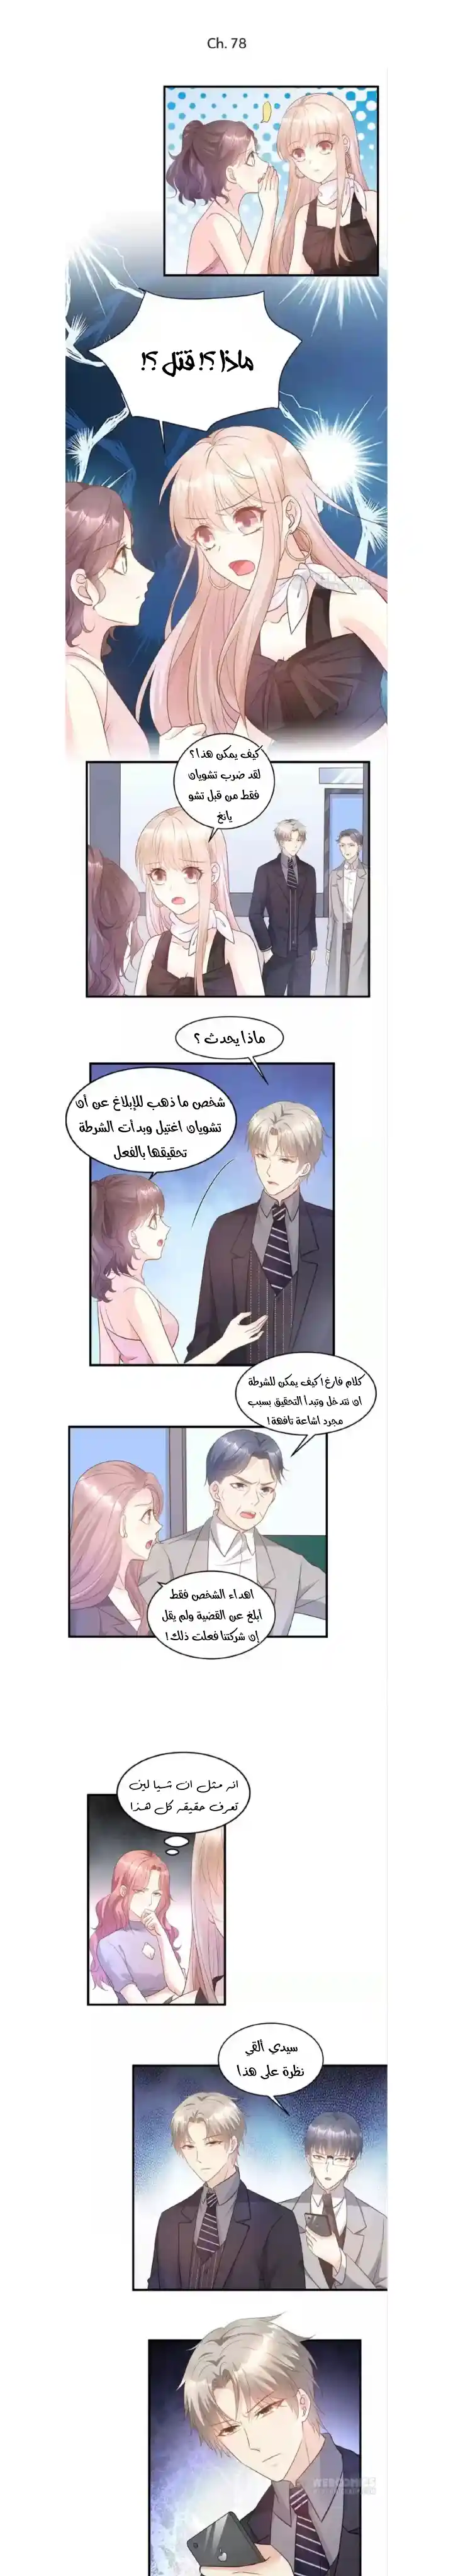 Ch. 78
ماذا ؟! قتل ؟!
كيف يمكن هذا؟
لقد ضرب تشويان
فقط من قبل تشو
يانغ
ماذا يحدث ؟
شخص ما ذهب للإبلاغ عن أن
تشويان اغتيل وبدأت الشرطة
تحقيقها بالفعل
كلام فارغ! كيف يمكن للشرطة
ان تتدخل وتبدأ التحقيق بسبب
مجرد اشاعة تافهة!
اهداء الشخص فقط
ابلغ عن القضية ولم يقل
إن شركتنا فعلت ذلك!
انه مثل ان شيا لين
تعرف حقيقه كل هذا
سيدي ألقي
نظرة على هذا